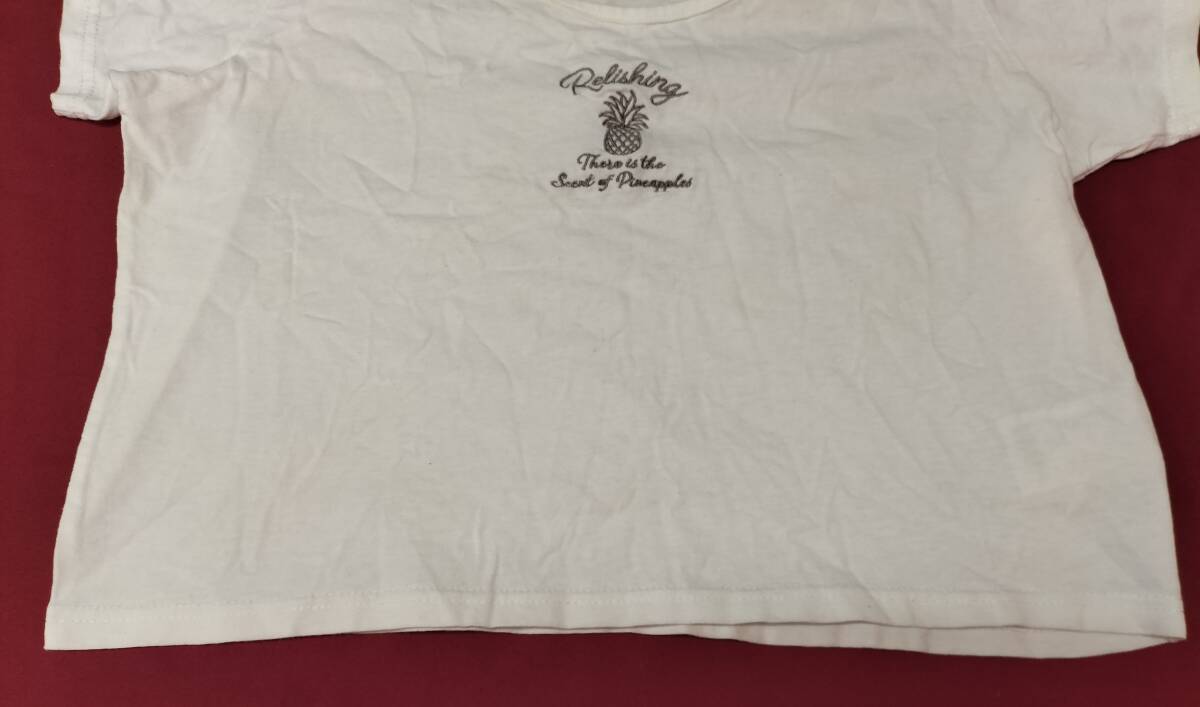 Relishing
There is the
Scent of Pineapples